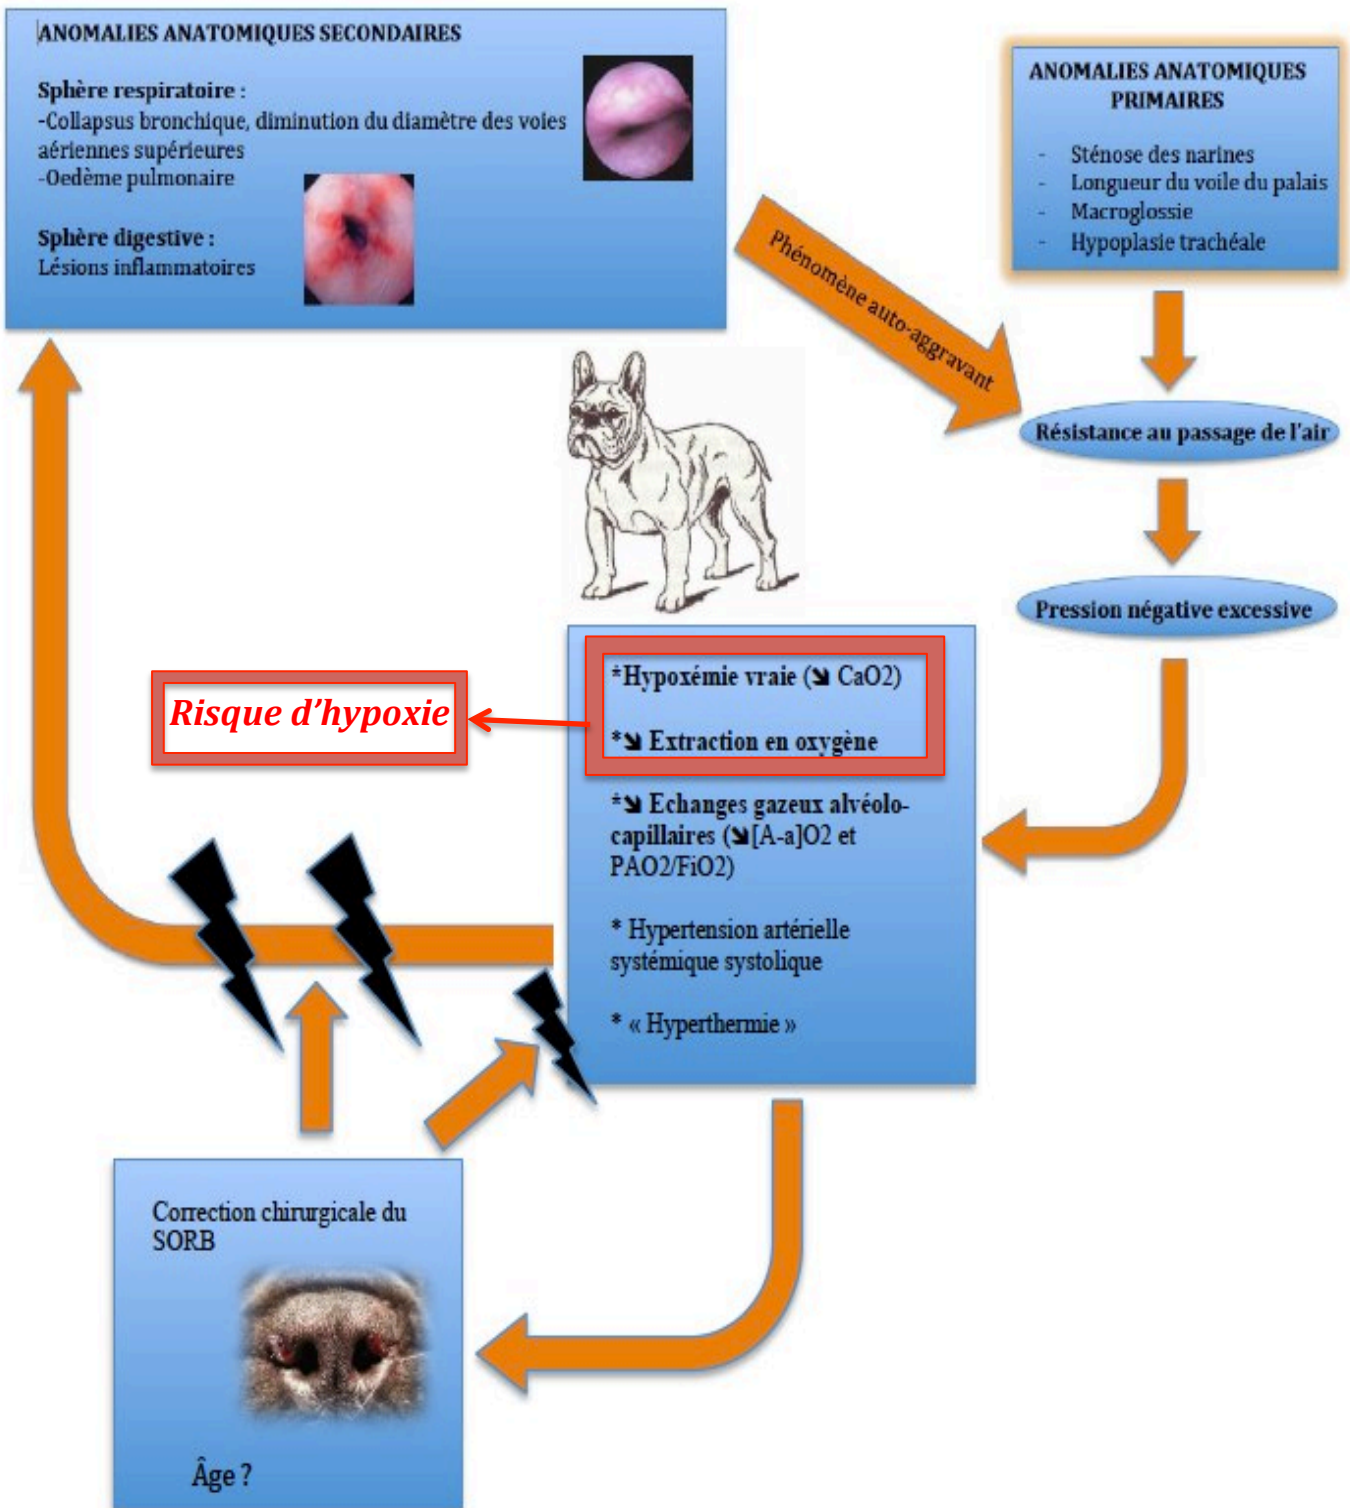 ANOMALIES ANATOMIQUES SECONDAIRES
Sphère respiratoire :
-Collapsus bronchique, diminution du diamètre des voies
aériennes supérieures
-Oedème pulmonaire
Sphère digestive :
Lésions inflammatoires
ANOMALIES ANATOMIQUES
PRIMAIRES
- Sténose des narines
- Longueur du voile du palais
- Macroglossie
- Hypoplasie trachéale
Phénomène auto-aggravant
Résistance au passage de l'air
Pression négative excessive
Risque d'hypoxie
*Hypoxémie vraie (↘ CaO2)
*↘ Extraction en oxygène
*↘ Echanges gazeux alvéolo-
capillaires (↘[A-a]O2 et
PAO2/FiO2)
* Hypertension artérielle
systémique systolique
* « Hyperthermie »
Correction chirurgicale du
SORB
Âge ?